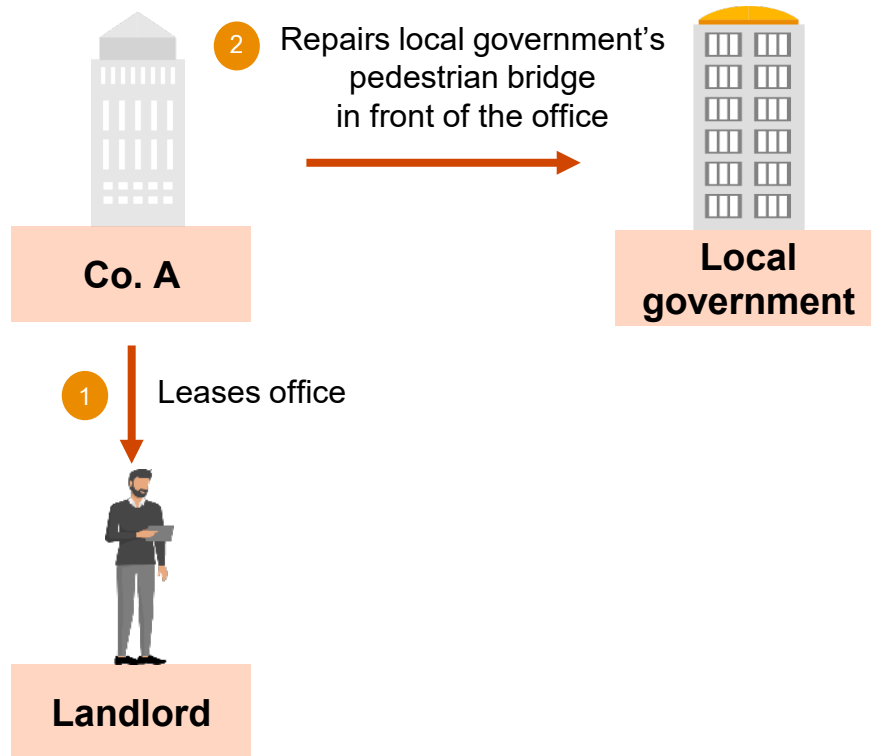 2
Repairs local government’s
pedestrian bridge
in front of the office
Co. A
Local
government
1
Leases office
Landlord